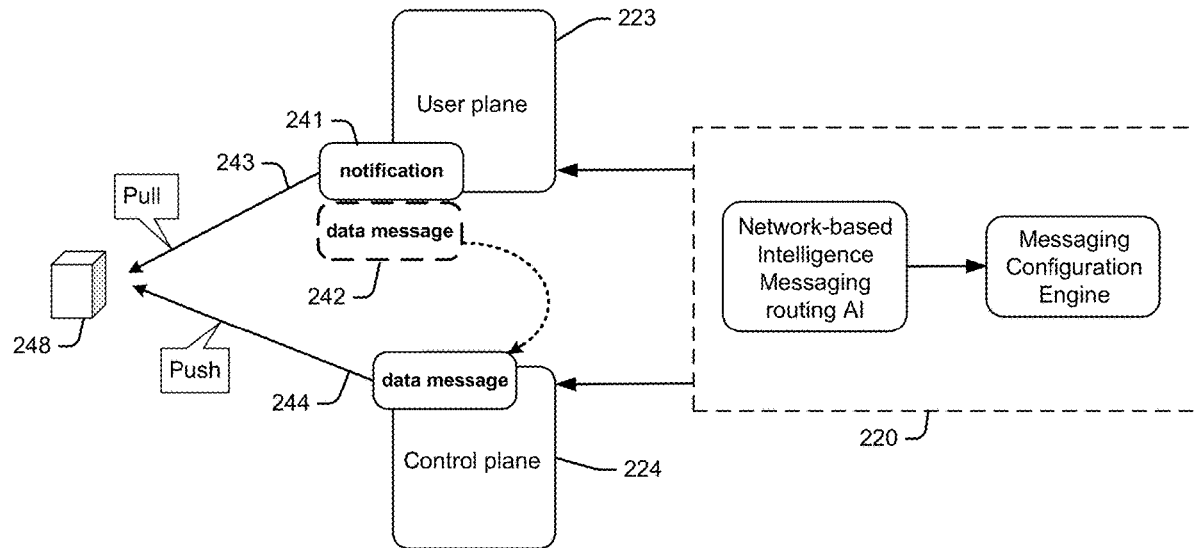 223
User plane
241
notification
243
Pull
data message
242
248
Push
244
data message
Control plane
224
Network-based
Intelligence
Messaging
routing AI
Messaging
Configuration
Engine
220